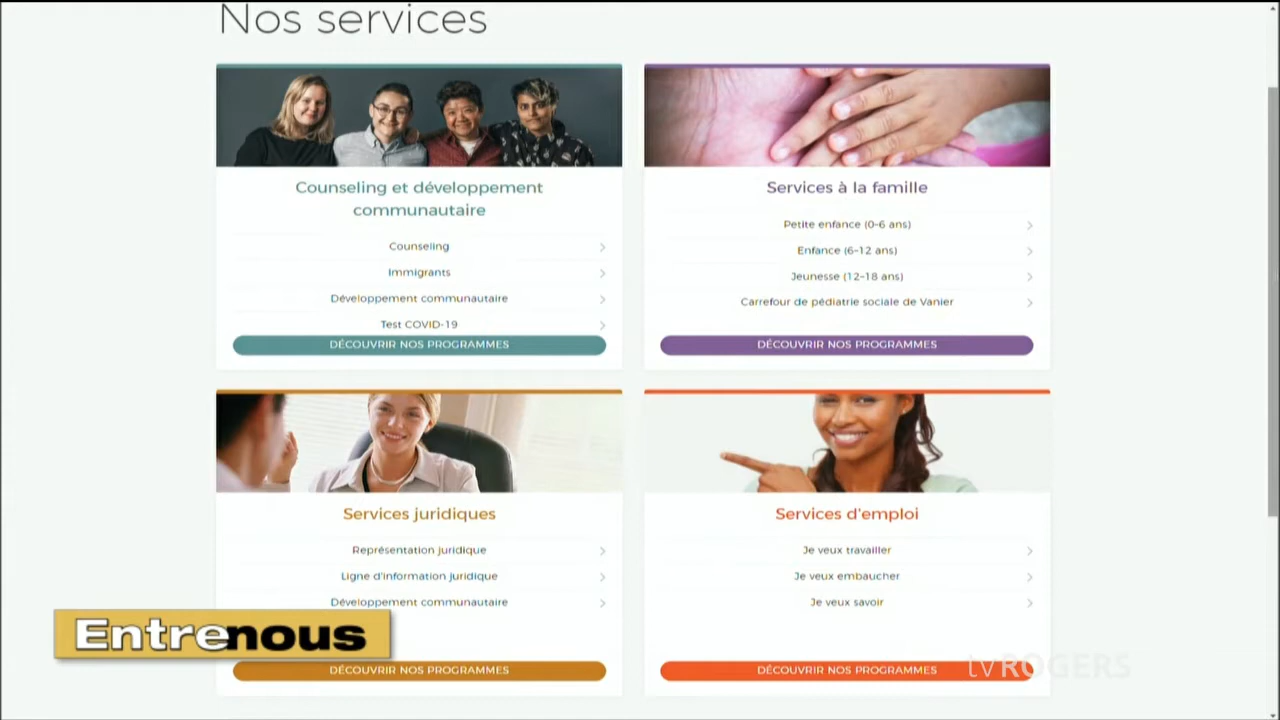 Nos services
Counseling et développement
communautaire
Counseling
Immigrants
Développement communautaire
Test COVID-19
DÉCOUVRIR NOS PROGRAMMES
Services à la famille
Petite enfance (0-6 ans)
Enfance (6-12 ans)
Jeunesse (12-18 ans)
Carrefour de pédiatrie sociale de Vanier
DÉCOUVRIR NOS PROGRAMMES
Services juridiques
Représentation juridique
Ligne d'information juridique
Développement communautaire
DÉCOUVRIR NOS PROGRAMMES
Services d'emploi
Je veux travailler
Je veux embaucher
Je veux savoir
DÉCOUVRIR NOS PROGRAMMES
Entrenous
tvROGERS